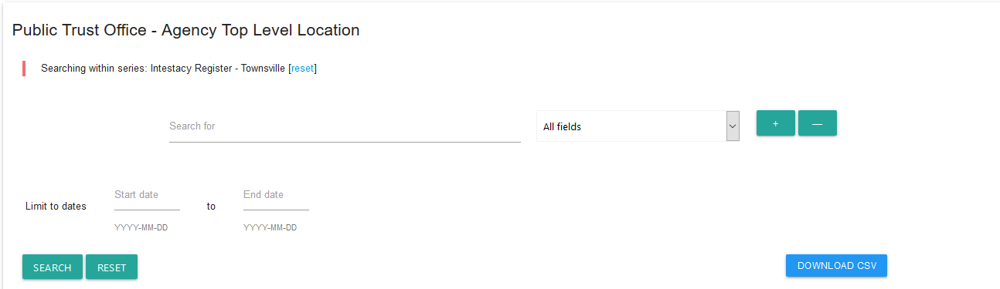 Public Trust Office - Agency Top Level Location
Searching within series: Intestacy Register - Townsville [reset]
Search for
All fields
+
—
Start date
End date
Limit to dates
to
YYYY-MM-DD
YYYY-MM-DD
SEARCH
RESET
DOWNLOAD CSV